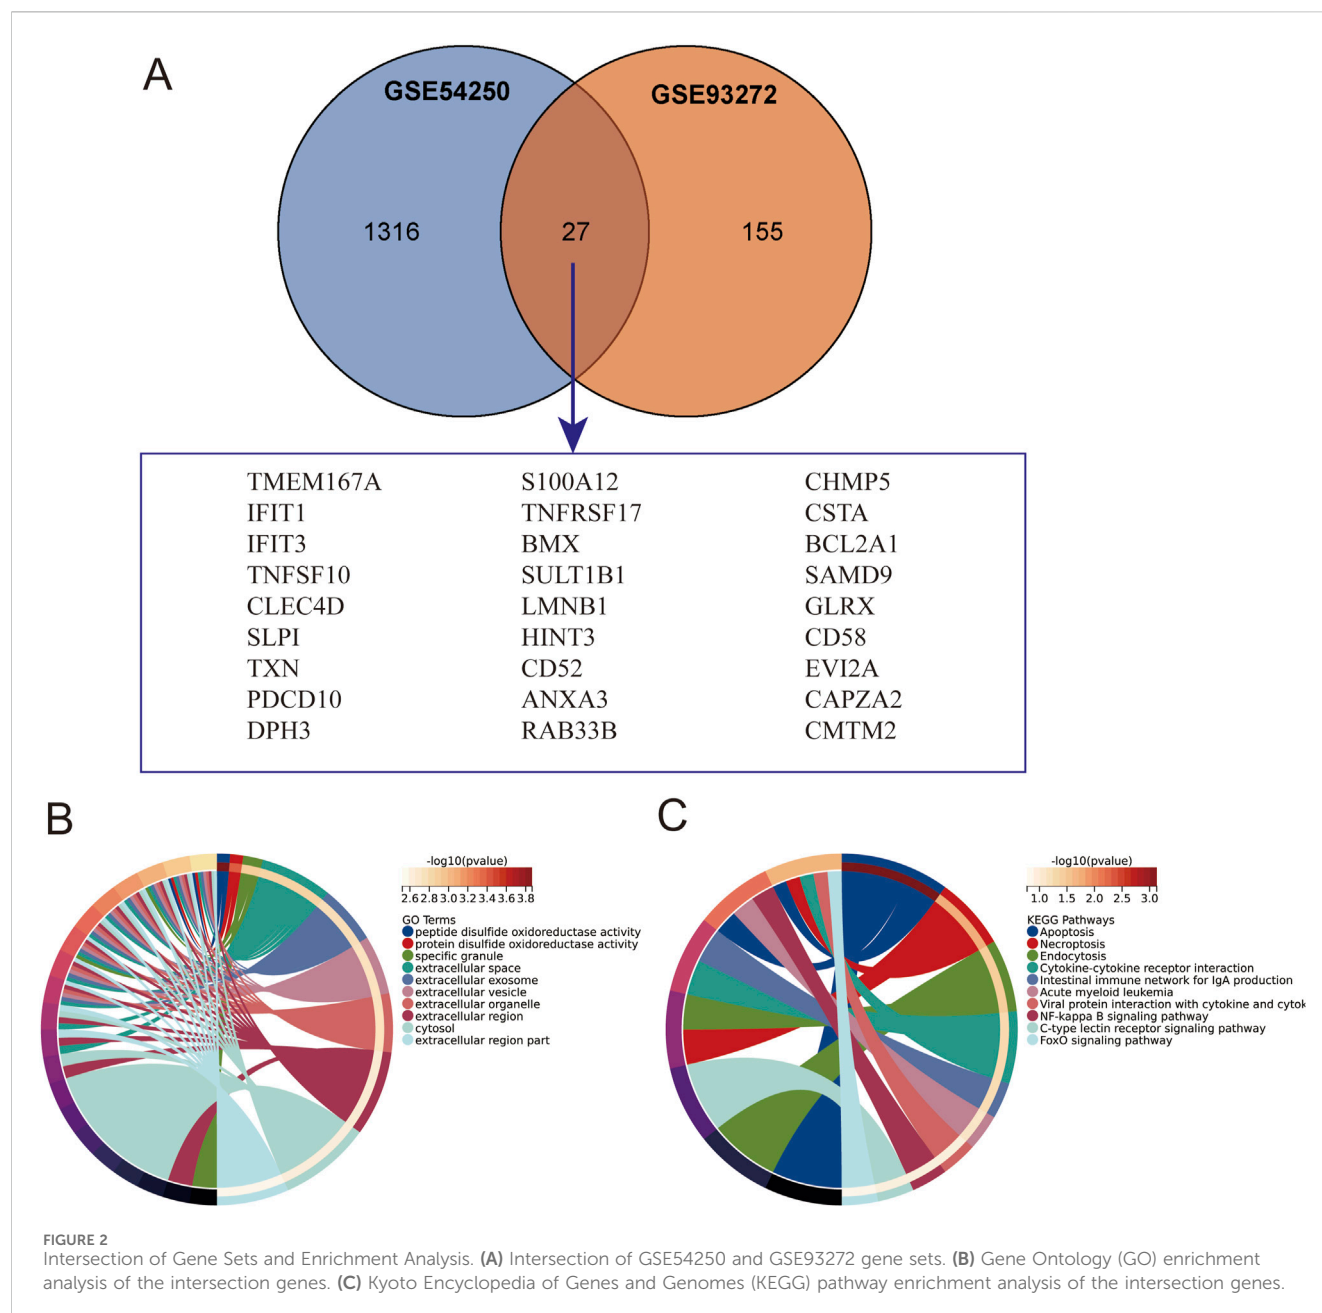 A
GSE54250
GSE93272
1316
27
155
TMEM167A
IFIT1
IFIT3
TNFSF10
CLEC4D
SLPI
TXN
PDCD10
DPH3
S100A12
TNFRSF17
BMX
SULT1B1
LMNB1
HINT3
CD52
ANXA3
RAB33B
CHMP5
CSTA
BCL2A1
SAMD9
GLRX
CD58
EVI2A
CAPZA2
CMTM2
B
-log10(pvalue)
2.6 2.8 3.0 3.2 3.4 3.6 3.8
GO Terms
peptide disulfide oxidoreductase activity
protein disulfide oxidoreductase activity
specific granule
extracellular space
extracellular exosome
extracellular vesicle
extracellular organelle
extracellular region
cytosol
extracellular region part
C
-log10(pvalue)
1.0 1.5 2.0 2.5 3.0
KEGG Pathways
Apoptosis
Necroptosis
Endocytosis
Cytokine-cytokine receptor interaction
Intestinal immune network for IgA production
Acute myeloid leukemia
Viral protein interaction with cytokine and cytok
NF-kappa B signaling pathway
C-type lectin receptor signaling pathway
FoxO signaling pathway
FIGURE 2
Intersection of Gene Sets and Enrichment Analysis. (A) Intersection of GSE54250 and GSE93272 gene sets. (B) Gene Ontology (GO) enrichment
analysis of the intersection genes. (C) Kyoto Encyclopedia of Genes and Genomes (KEGG) pathway enrichment analysis of the intersection genes.